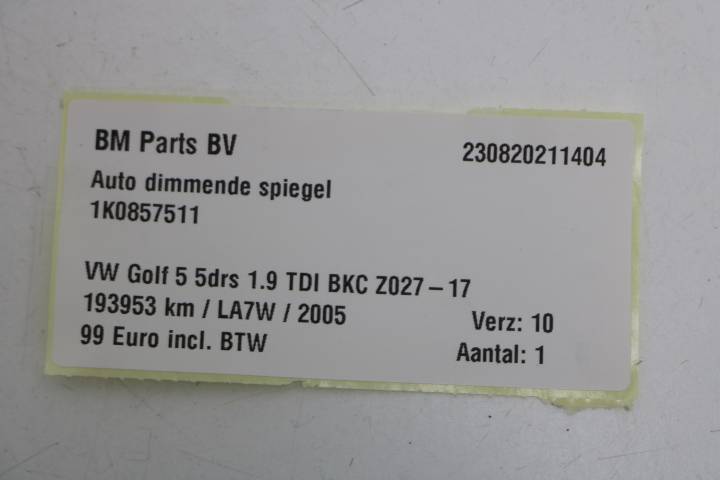 BM Parts BV
230820211404
Auto dimmende spiegel
1K0857511
VW Golf 5 5drs 1.9 TDI BKC Z027-17
193953 km / LA7W / 2005
Verz: 10
99 Euro incl. BTW
Aantal: 1